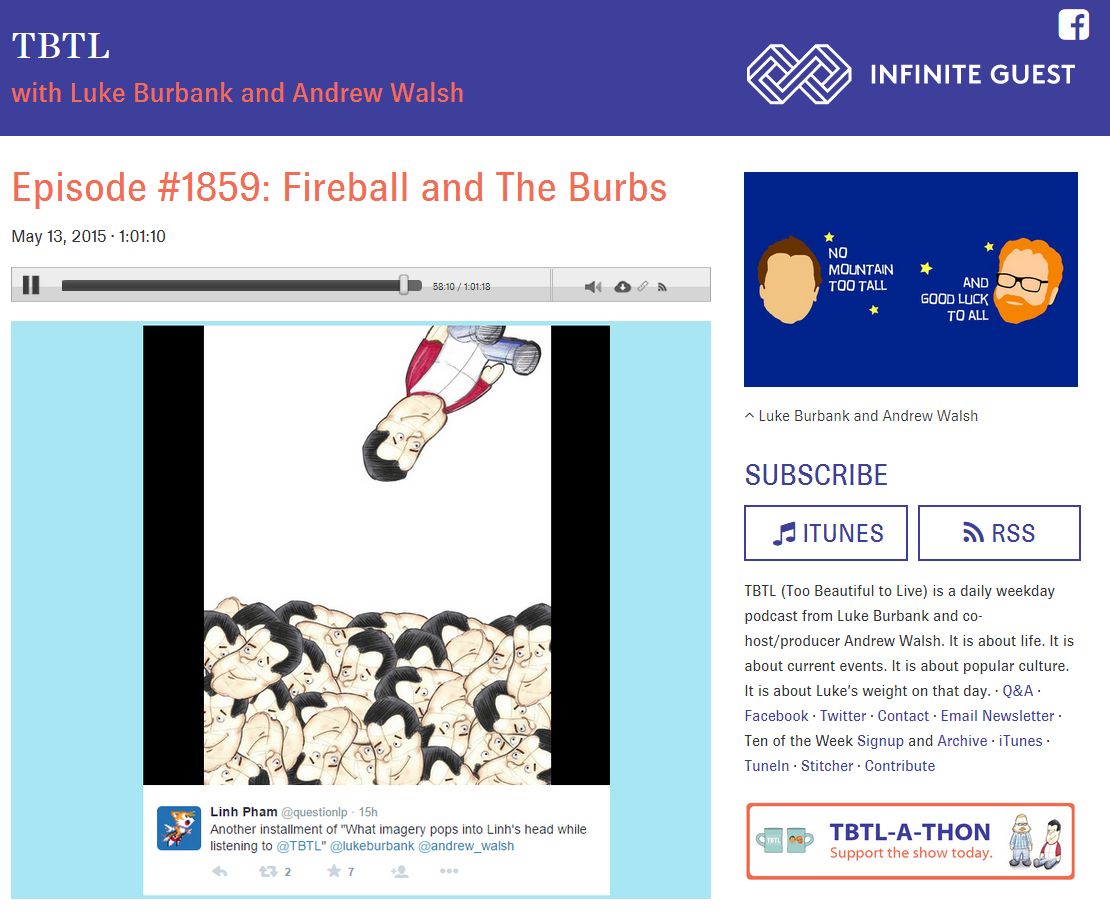 TBTL
with Luke Burbank and Andrew Walsh
INFINITE GUEST
Episode #1859: Fireball and The Burbs
May 13, 2015 · 1:01:10
58:10 / 1:01:18
Linh Pham @questionlp · 15h
Another installment of "What imagery pops into Linh's head while
listening to @TBTL" @lukeburbank @andrew_walsh
2
7
NO
MOUNTAIN
TOO TALL
AND
GOOD LUCK
TO ALL
^ Luke Burbank and Andrew Walsh
SUBSCRIBE
ITUNES
RSS
TBTL (Too Beautiful to Live) is a daily weekday
podcast from Luke Burbank and co-
host/producer Andrew Walsh. It is about life. It is
about current events. It is about popular culture.
It is about Luke's weight on that day. · Q&A ·
Facebook · Twitter · Contact · Email Newsletter ·
Ten of the Week Signup and Archive · iTunes ·
TuneIn · Stitcher · Contribute
TBTL
TBTL-A-THON
Support the show today.